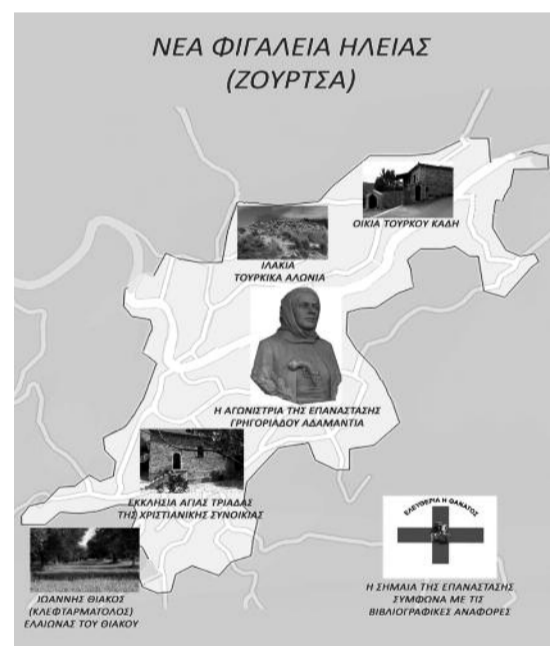 ΝΕΑ ΦΙΓΑΛΕΙΑ ΗΛΕΙΑΣ
(ΖΟΥΡΤΣΑ)
ΟΙΚΙΑ ΤΟΥΡΚΟΥ ΚΑΔΗ
ΙΛΑΚΙΑ
ΤΟΥΡΚΙΚΑ ΑΛΩΝΙΑ
Η ΑΓΩΝΙΣΤΡΙΑ ΤΗΣ ΕΠΑΝΑΣΤΑΣΗΣ
ΓΡΗΓΟΡΙΑΔΟΥ ΑΔΑΜΑΝΤΙΑ
ΕΚΚΛΗΣΙΑ ΑΓΙΑΣ ΤΡΙΑΔΑΣ
ΤΗΣ ΧΡΙΣΤΙΑΝΙΚΗΣ ΣΥΝΟΙΚΙΑΣ
ΙΩΑΝΝΗΣ ΘΙΑΚΟΣ
(ΚΛΕΦΤΑΡΜΑΤΟΛΟΣ)
ΕΛΑΙΩΝΑΣ ΤΟΥ ΘΙΑΚΟΥ
ΕΛΕΥΘΕΡΙΑ Η ΘΑΝΑΤΟΣ
Η ΣΗΜΑΙΑ ΤΗΣ ΕΠΑΝΑΣΤΑΣΗΣ
ΣΥΜΦΩΝΑ ΜΕ ΤΙΣ
ΒΙΒΛΙΟΓΡΑΦΙΚΕΣ ΑΝΑΦΟΡΕΣ